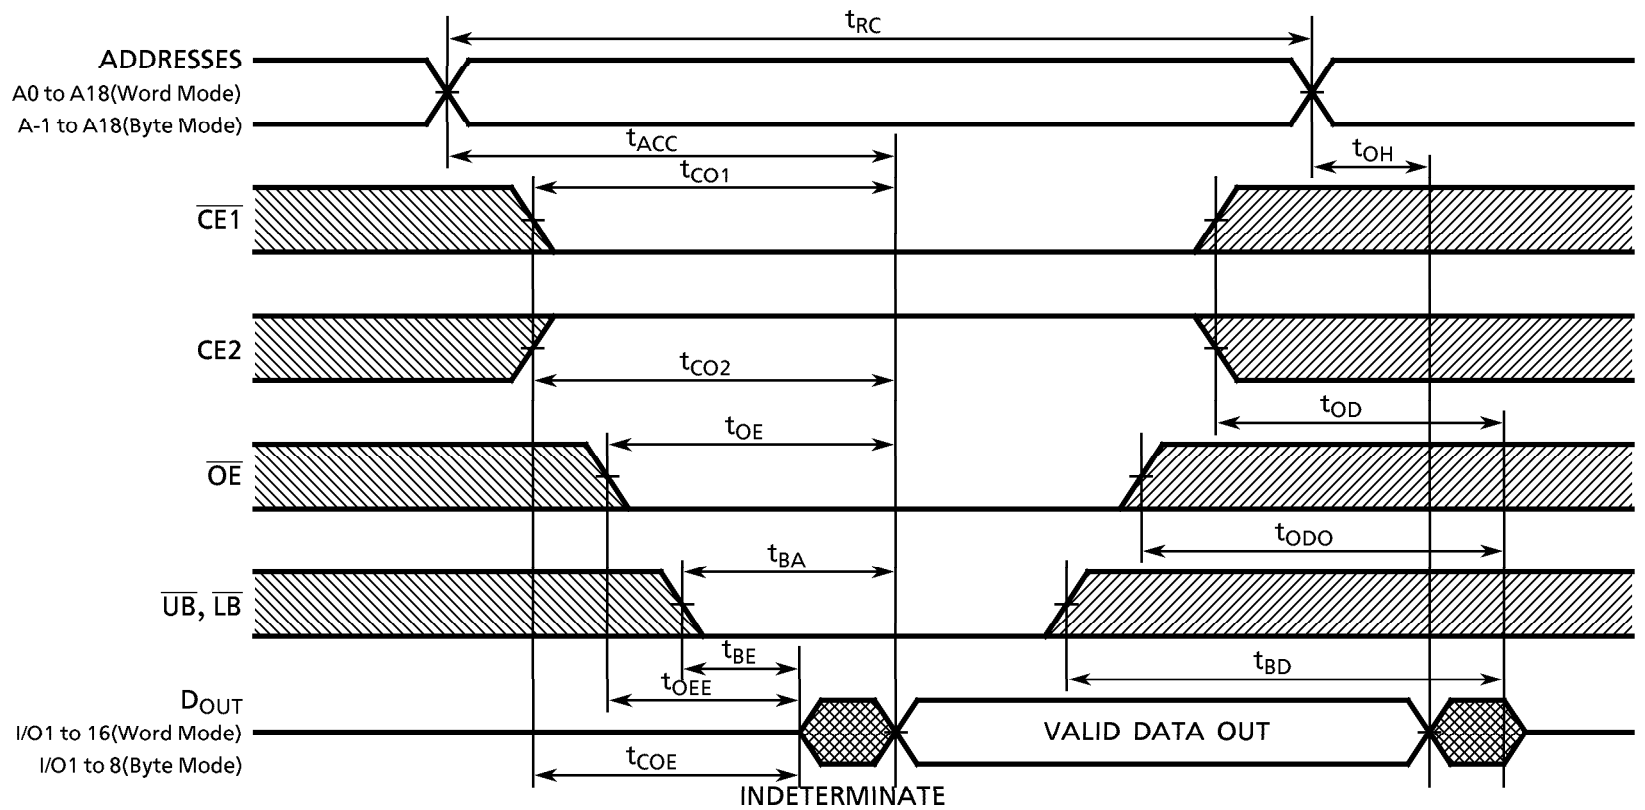 tRC
ADDRESSES
A0 to A18(Word Mode)
A-1 to A18(Byte Mode)
tACC
tOH
tCO1
CE1
CE2
tCO2
tOD
tOE
OE
tODO
tBA
UB, LB
tBE
tBD
tOEE
DOUT
I/O1 to 16(Word Mode)
VALID DATA OUT
I/O1 to 8(Byte Mode)
tCOE
INDETERMINATE